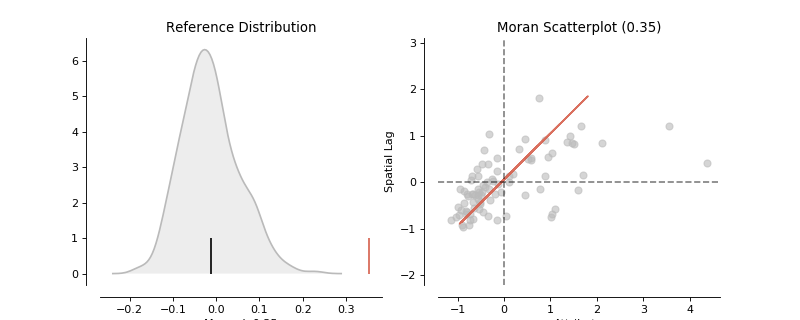 Reference Distribution
6
5
4
3
2
1
0
−0.2 −0.1 0.0 0.1 0.2 0.3
Moran Scatterplot (0.35)
Spatial Lag
3
2
1
0
−1
−2
−1 0 1 2 3 4